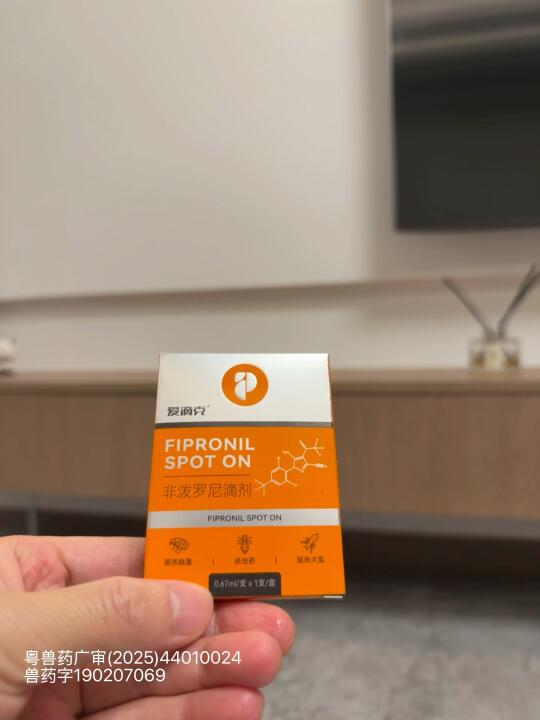 爱滴克
FIPRONIL
SPOT ON
非泼罗尼滴剂
FIPRONIL SPOT ON
驱杀跳蚤 杀虫药 驱杀犬虱
0.67ml/支 x 1支/盒
粤兽药广审(2025)44010024
兽药字190207069